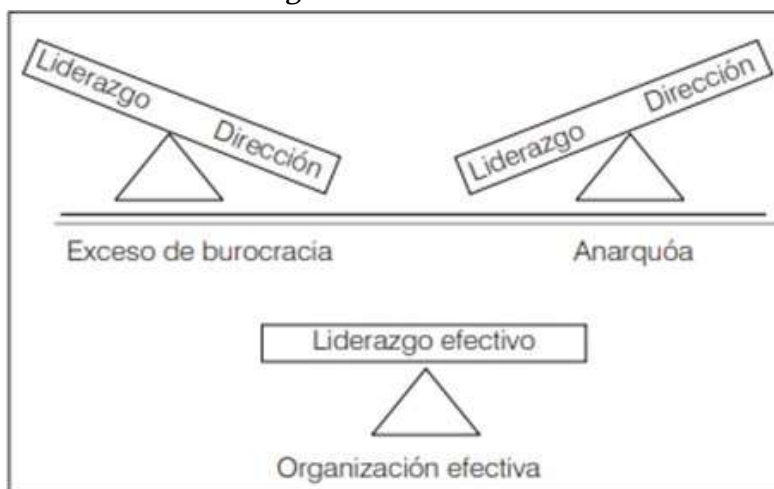 Liderazgo Dirección
Liderazgo Dirección
Exceso de burocracia
Anarquóa
Liderazgo efectivo
Organización efectiva